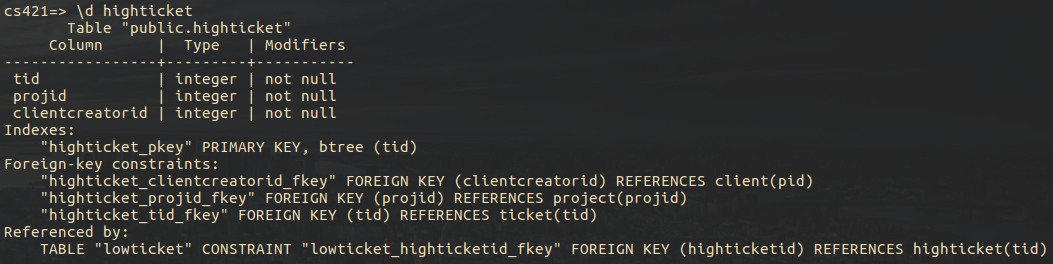 cs421=> \d highticket
       Table "public.highticket"
     Column      |  Type   | Modifiers
-----------------+---------+-----------
 tid             | integer | not null
 projid          | integer | not null
 clientcreatorid | integer | not null
Indexes:
    "highticket_pkey" PRIMARY KEY, btree (tid)
Foreign-key constraints:
    "highticket_clientcreatorid_fkey" FOREIGN KEY (clientcreatorid) REFERENCES client(pid)
    "highticket_projid_fkey" FOREIGN KEY (projid) REFERENCES project(projid)
    "highticket_tid_fkey" FOREIGN KEY (tid) REFERENCES ticket(tid)
Referenced by:
    TABLE "lowticket" CONSTRAINT "lowticket_highticketid_fkey" FOREIGN KEY (highticketid) REFERENCES highticket(tid)